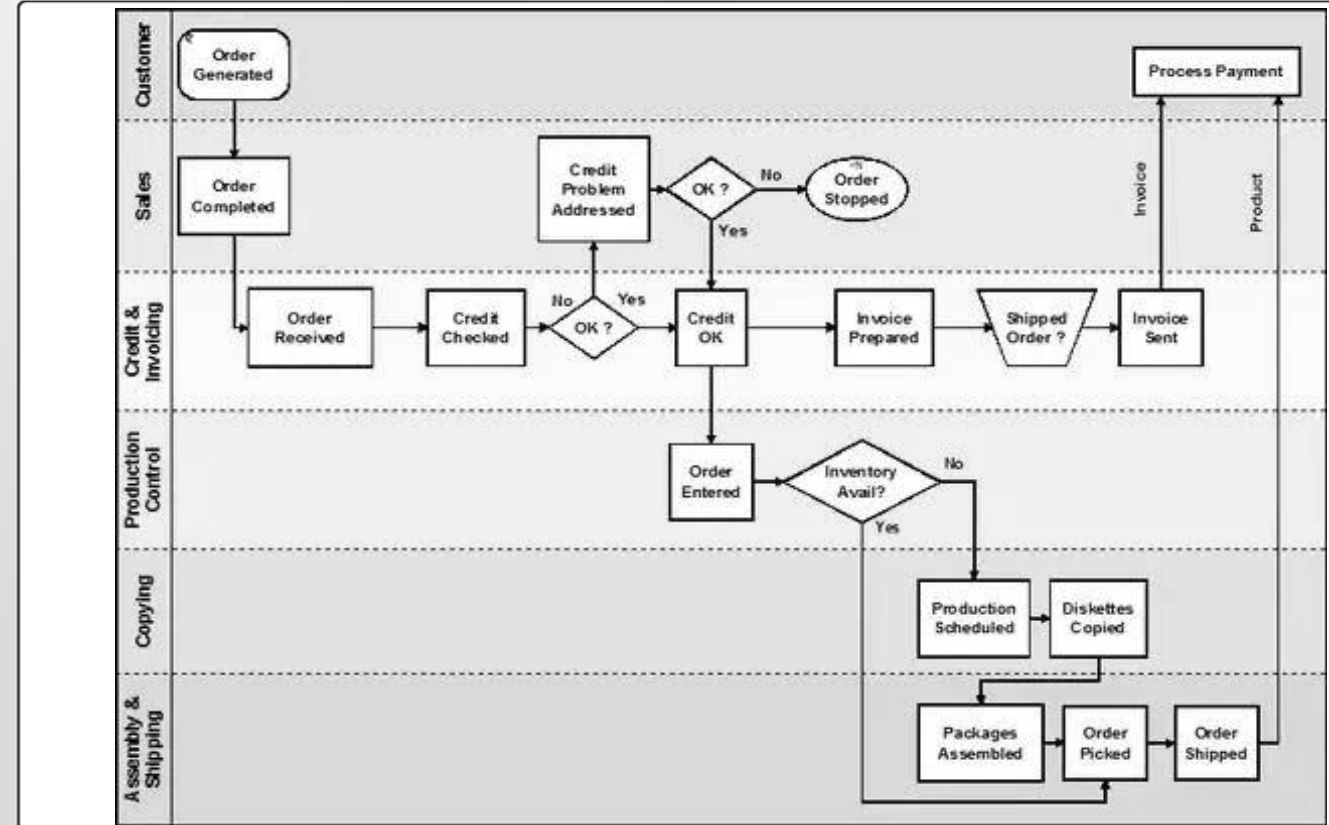 Customer
Order
Generated
Process Payment
Sales
Order
Completed
Credit
Problem
Addressed
OK ?
No
Yes
Order
Stopped
Invoice
Product
Credit &
Invoicing
Order
Received
Credit
Checked
No
OK ?
Yes
Credit
OK
Invoice
Prepared
Shipped
Order ?
Invoice
Sent
Production
Control
Order
Entered
Inventory
Avail?
No
Yes
Copying
Production
Scheduled
Diskettes
Copied
Assembly &
Shipping
Packages
Assembled
Order
Picked
Order
Shipped